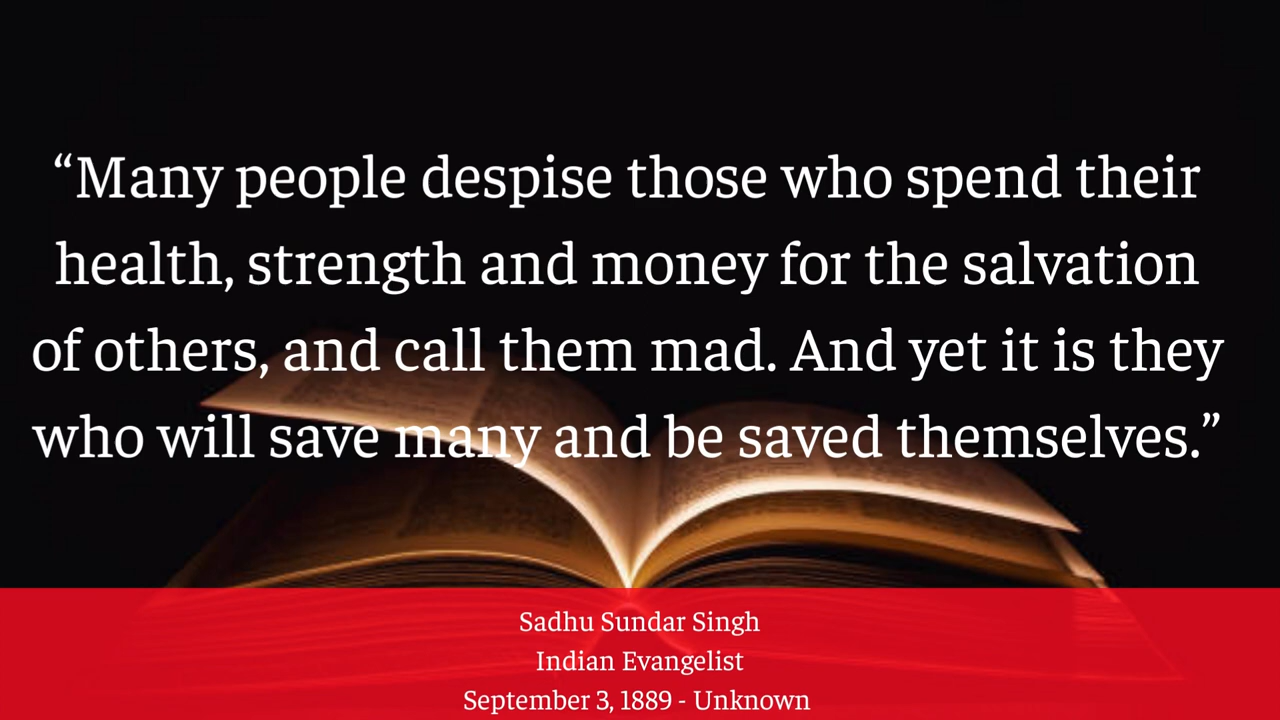 “Many people despise those who spend their
health, strength and money for the salvation
of others, and call them mad. And yet it is they
who will save many and be saved themselves.”
Sadhu Sundar Singh
Indian Evangelist
September 3, 1889 - Unknown